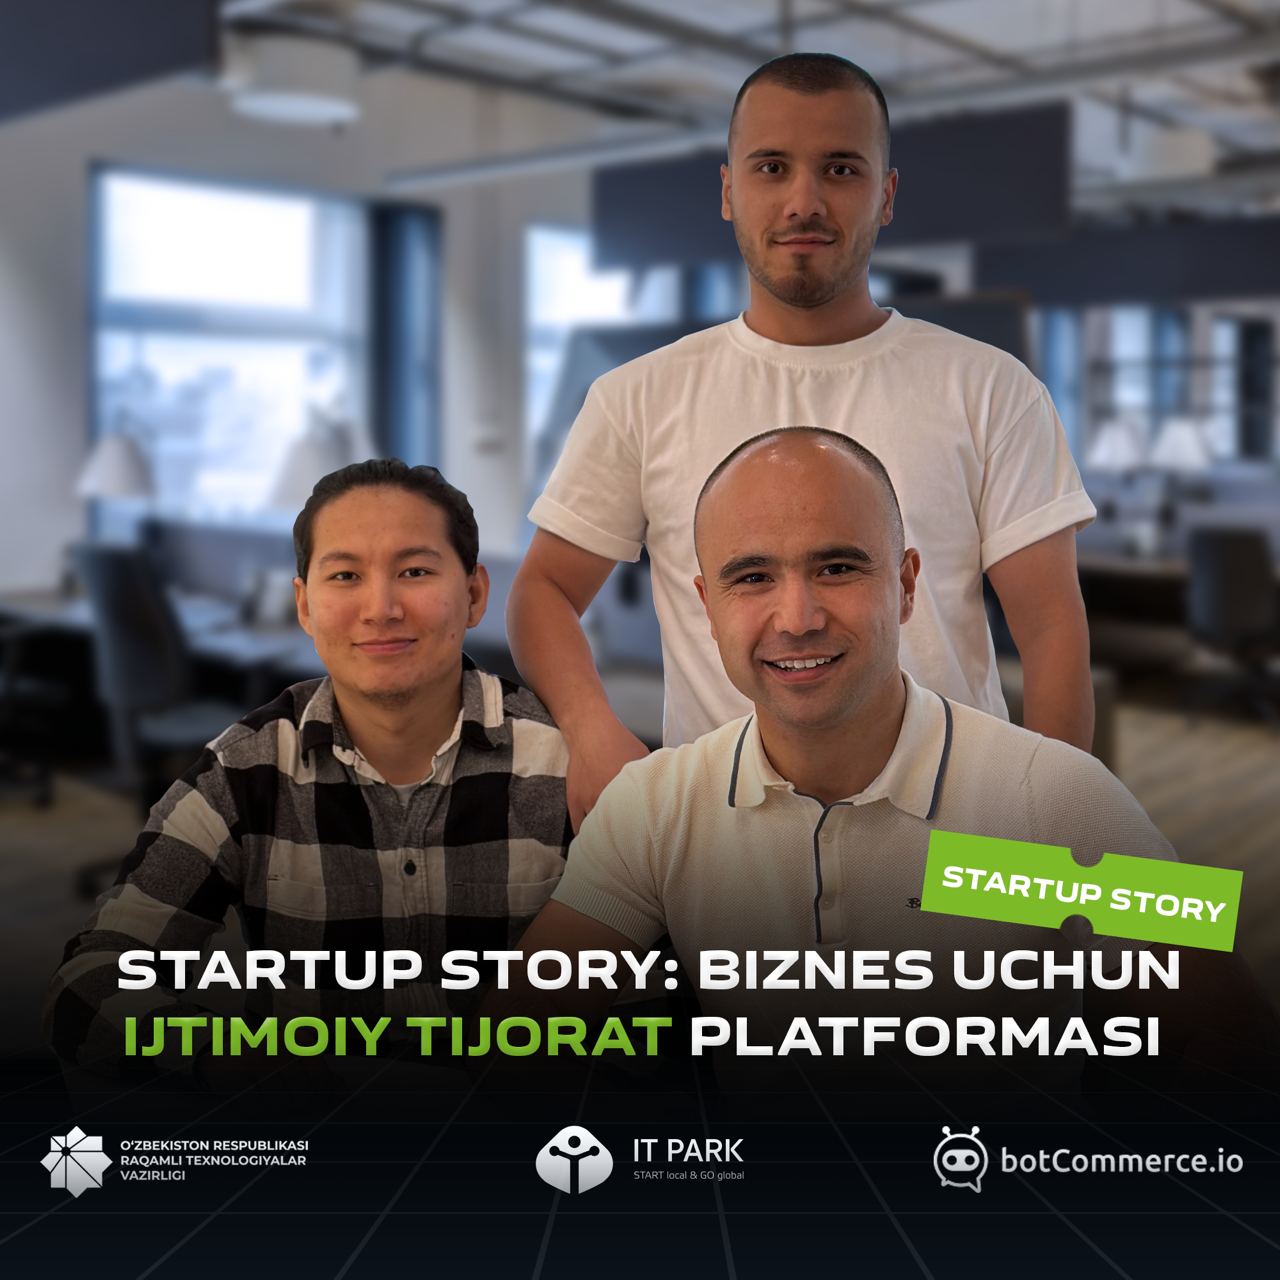 STARTUP STORY
STARTUP STORY: BIZNES UCHUN
IJTIMOIY TIJORAT PLATFORMASI
O‘ZBEKISTON RESPUBLIKASI
RAQAMLI TEXNOLOGIYALAR
VAZIRLIGI
IT PARK
START local & GO global
botCommerce.io